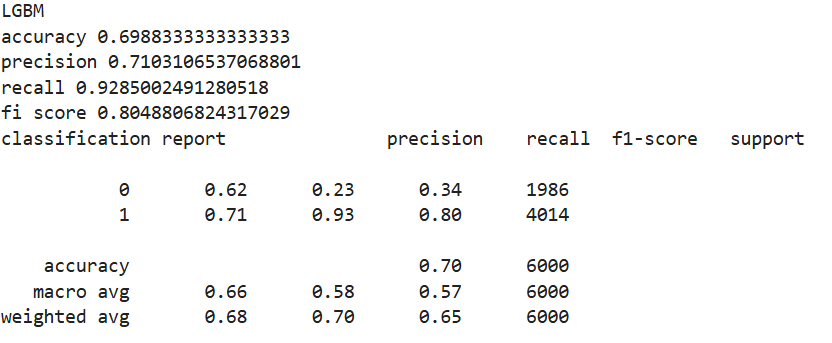 LGBM
accuracy 0.6988333333333333
precision 0.7103106537068801
recall 0.9285002491280518
fi score 0.8048806824317029
classification report precision recall f1-score support
0 0.62 0.23 0.34 1986
1 0.71 0.93 0.80 4014
accuracy 0.70 6000
macro avg 0.66 0.58 0.57 6000
weighted avg 0.68 0.70 0.65 6000